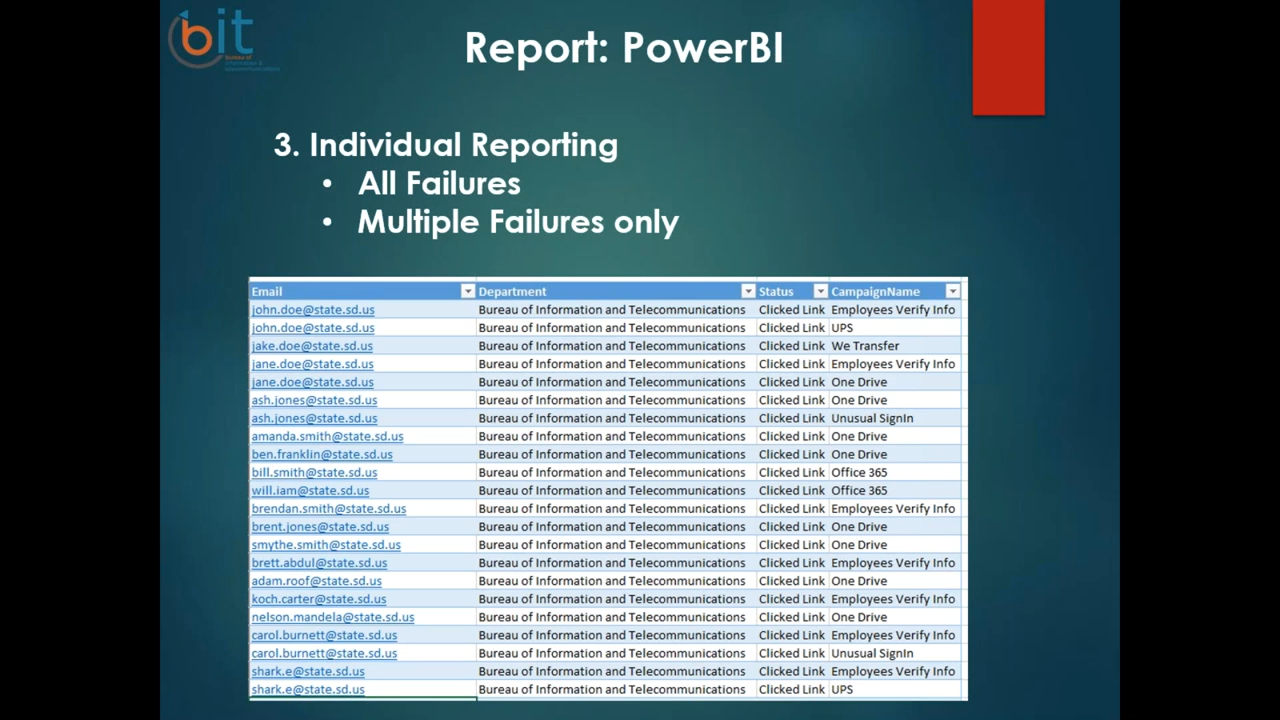 bit
Report: PowerBI
3. Individual Reporting
• All Failures
• Multiple Failures only
Email Department Status CampaignName
john.doe@state.sd.us Bureau of Information and Telecommunications Clicked Link Employees Verify Info
john.doe@state.sd.us Bureau of Information and Telecommunications Clicked Link UPS
jake.doe@state.sd.us Bureau of Information and Telecommunications Clicked Link We Transfer
jane.doe@state.sd.us Bureau of Information and Telecommunications Clicked Link Employees Verify Info
jane.doe@state.sd.us Bureau of Information and Telecommunications Clicked Link One Drive
ash.jones@state.sd.us Bureau of Information and Telecommunications Clicked Link One Drive
ash.jones@state.sd.us Bureau of Information and Telecommunications Clicked Link Unusual SignIn
amanda.smith@state.sd.us Bureau of Information and Telecommunications Clicked Link One Drive
ben.franklin@state.sd.us Bureau of Information and Telecommunications Clicked Link One Drive
bill.smith@state.sd.us Bureau of Information and Telecommunications Clicked Link Office 365
will.iam@state.sd.us Bureau of Information and Telecommunications Clicked Link Office 365
brendan.smith@state.sd.us Bureau of Information and Telecommunications Clicked Link Employees Verify Info
brent.jones@state.sd.us Bureau of Information and Telecommunications Clicked Link One Drive
smythe.smith@state.sd.us Bureau of Information and Telecommunications Clicked Link One Drive
brett.abdul@state.sd.us Bureau of Information and Telecommunications Clicked Link Employees Verify Info
adam.roof@state.sd.us Bureau of Information and Telecommunications Clicked Link One Drive
koch.carter@state.sd.us Bureau of Information and Telecommunications Clicked Link Employees Verify Info
nelson.mandela@state.sd.us Bureau of Information and Telecommunications Clicked Link One Drive
carol.burnett@state.sd.us Bureau of Information and Telecommunications Clicked Link Employees Verify Info
carol.burnett@state.sd.us Bureau of Information and Telecommunications Clicked Link Unusual SignIn
shark.e@state.sd.us Bureau of Information and Telecommunications Clicked Link Employees Verify Info
shark.e@state.sd.us Bureau of Information and Telecommunications Clicked Link UPS